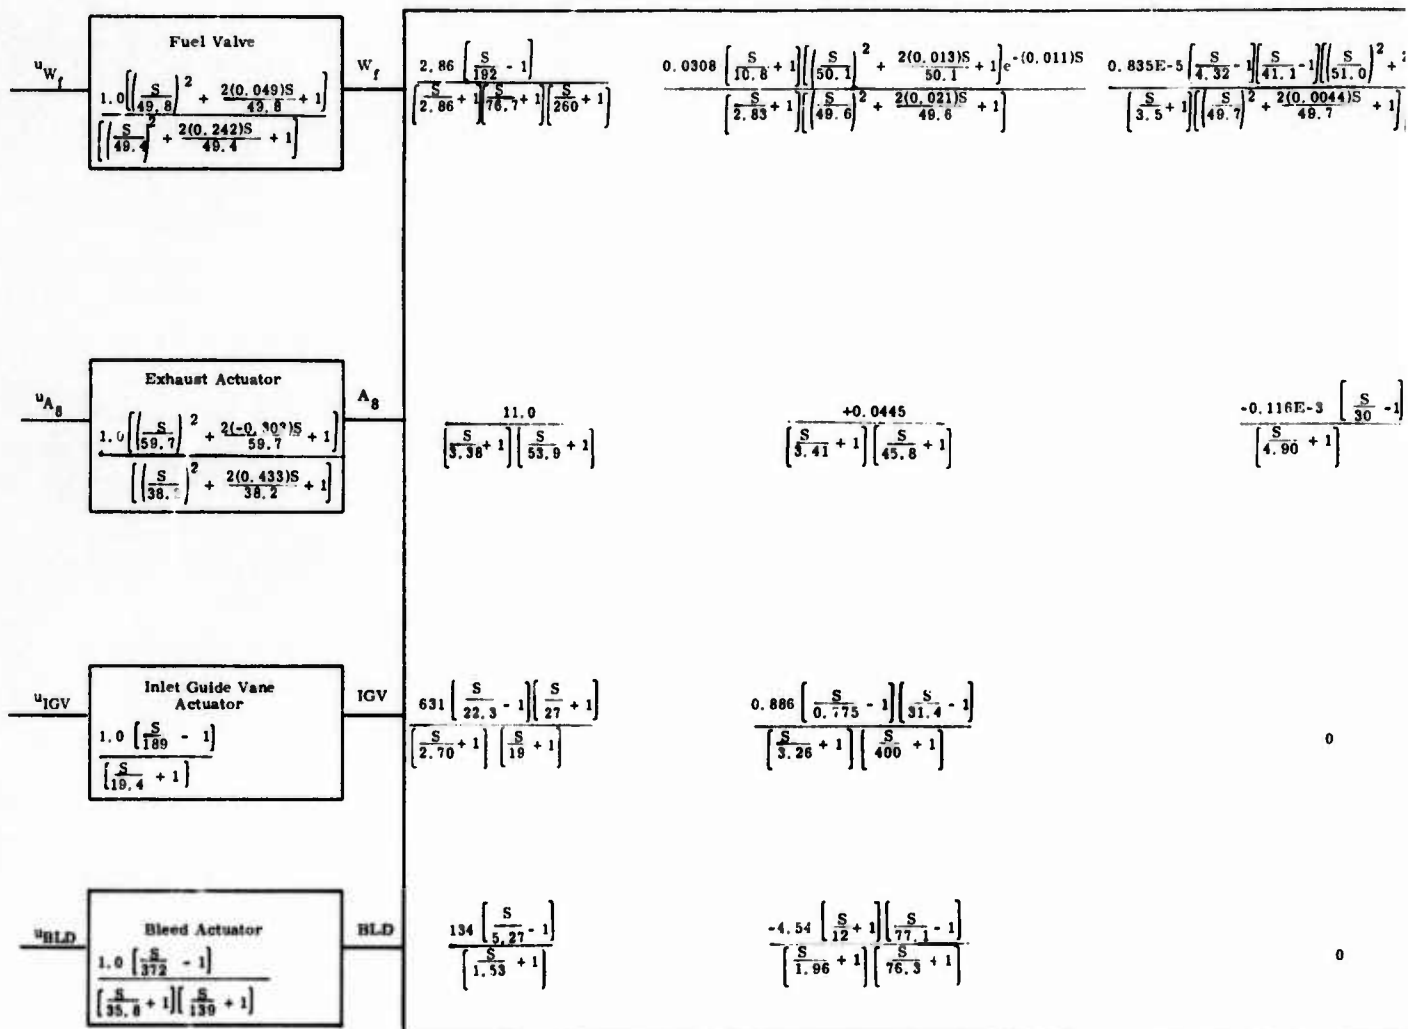 Fuel Valve
u_{W_f}
W_f
1.0 [(S/49.8)^2 + 2(0.049)S/49.8 + 1]
[(S/49.4)^2 + 2(0.242)S/49.4 + 1]
2.86 [S/192 - 1]
[S/2.86 + 1][S/76.7 + 1][S/260 + 1]
0.0308 [S/10.8 + 1][(S/50.1)^2 + 2(0.013)S/50.1 + 1] e^-(0.011)S
[S/2.83 + 1][(S/49.6)^2 + 2(0.021)S/49.6 + 1]
0.835E-5 [S/4.32 - 1][S/41.1 - 1][(S/51.0)^2 + 2
[S/3.5 + 1][(S/49.7)^2 + 2(0.0044)S/49.7 + 1]
Exhaust Actuator
u_{A_8}
A_8
1.0 [(S/59.7)^2 + S/59.7 + 1]
[(S/38.)^2 + 2(0.433)S/38.2 + 1]
11.0
[S/3.38 + 1][S/53.9 + 1]
+0.0445
[S/3.41 + 1][S/45.8 + 1]
-0.116E-3 [S/30 - 1]
[S/4.90 + 1]
Inlet Guide Vane
Actuator
u_{IGV}
IGV
1.0 [S/189 - 1]
[S/19.4 + 1]
631 [S/22.3 - 1][S/27 + 1]
[S/2.70 + 1] [S/19 + 1]
0.886 [S/0.775 - 1][S/31.4 - 1]
[S/3.26 + 1] [S/400 + 1]
0
Bleed Actuator
u_{BLD}
BLD
1.0 [S/372 - 1]
[S/35.8 + 1][S/139 + 1]
134 [S/5.27 - 1]
[S/1.53 + 1]
-4.54 [S/12 + 1][S/77.1 - 1]
[S/1.96 + 1] [S/76.3 + 1]
0